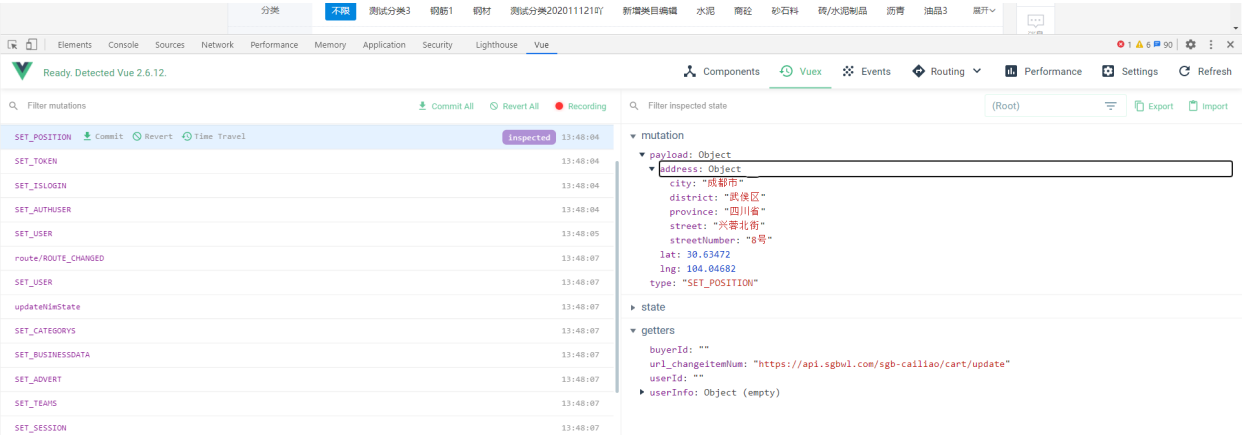 分类 不限 测试分类3 钢筋1 钢材 测试分类202011121吖 新增类目编辑 水泥 商砼 砂石料 砖/水泥制品 沥青 油品3 展开
Elements Console Sources Network Performance Memory Application Security Lighthouse Vue 1 6 90
Ready. Detected Vue 2.6.12. Components Vuex Events Routing Performance Settings Refresh
Filter mutations Commit All Revert All Recording Filter inspected state (Root) Export Import
SET_POSITION Commit Revert Time Travel inspected 13:48:04
SET_TOKEN 13:48:04
SET_ISLOGIN 13:48:04
SET_AUTHUSER 13:48:04
SET_USER 13:48:05
route/ROUTE_CHANGED 13:48:07
SET_USER 13:48:07
updateNimState 13:48:07
SET_CATEGORYS 13:48:07
SET_BUSINESSDATA 13:48:07
SET_ADVERT 13:48:07
SET_TEAMS 13:48:07
SET_SESSION 13:48:07
mutation
payload: Object
address: Object
city: "成都市"
district: "武侯区"
province: "四川省"
street: "兴蓉北街"
streetNumber: "8号"
lat: 30.63472
lng: 104.04682
type: "SET_POSITION"
state
getters
buyerId: ""
url_changeitemNum: "https://api.sgbwl.com/sgb-cailiao/cart/update"
userId: ""
userInfo: Object (empty)